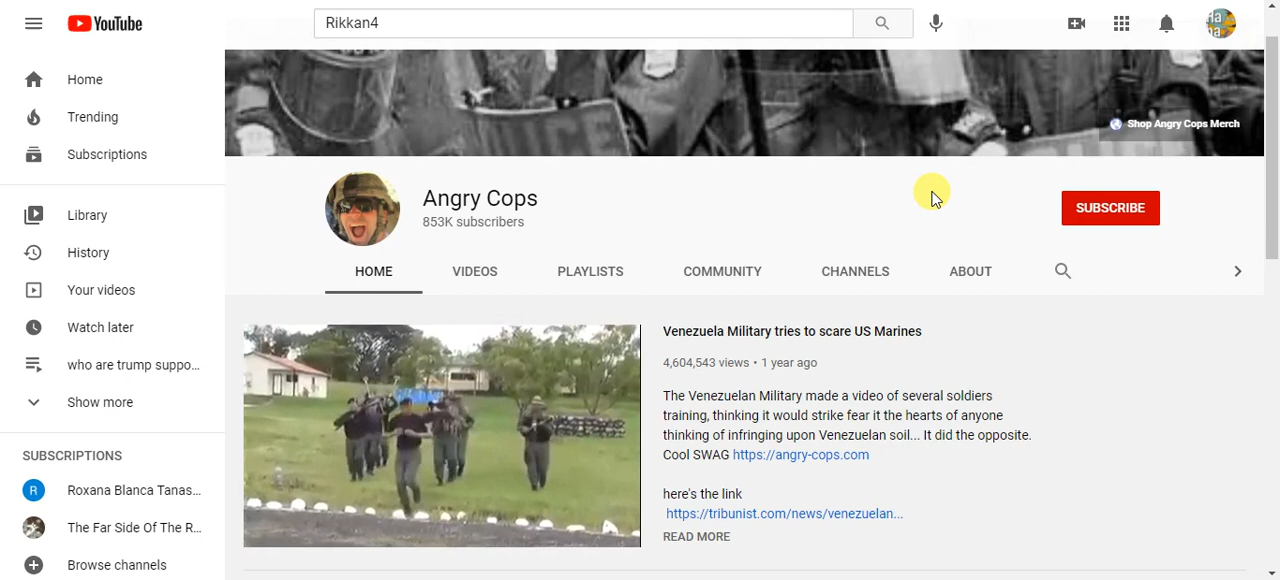 YouTube
Rikkan4
Home
Trending
Subscriptions
Library
History
Your videos
Watch later
who are trump suppo...
Show more
SUBSCRIPTIONS
Roxana Blanca Tanas...
The Far Side Of The R...
Browse channels
Shop Angry Cops Merch
Angry Cops
853K subscribers
SUBSCRIBE
HOME VIDEOS PLAYLISTS COMMUNITY CHANNELS ABOUT
Venezuela Military tries to scare US Marines
4,604,543 views • 1 year ago
The Venezuelan Military made a video of several soldiers
training, thinking it would strike fear it the hearts of anyone
thinking of infringing upon Venezuelan soil... It did the opposite.
Cool SWAG https://angry-cops.com
here's the link
https://tribunist.com/news/venezuelan...
READ MORE